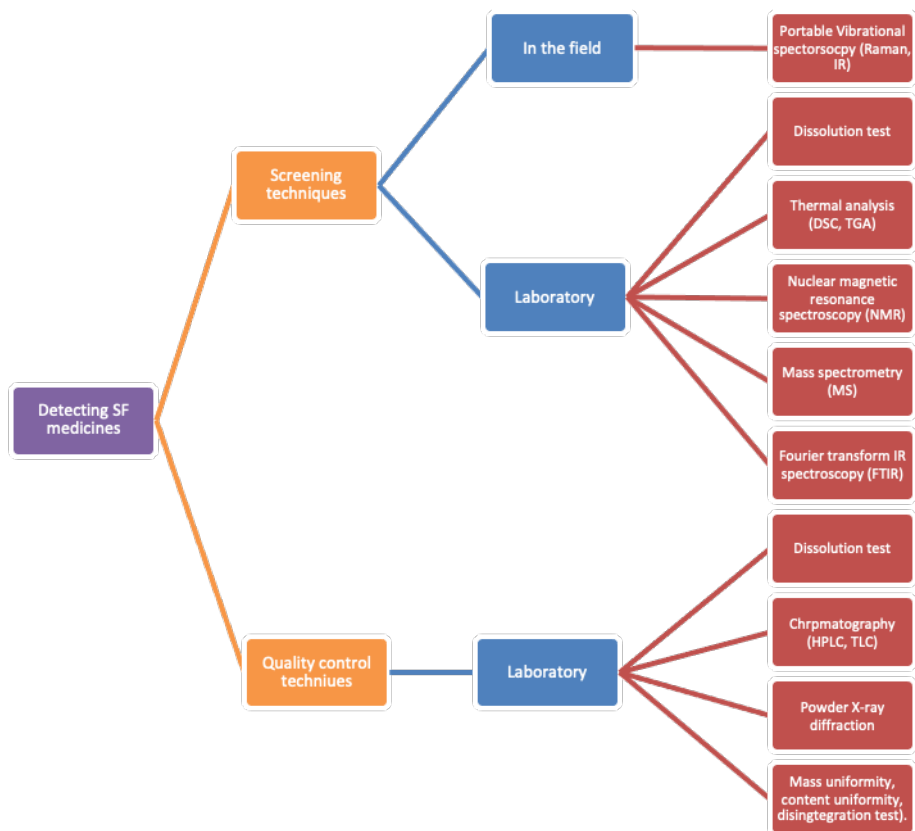 In the field
Portable Vibrational
spectorsocpy (Raman,
IR)
Dissolution test
Screening
techniques
Thermal analysis
(DSC, TGA)
Laboratory
Nuclear magnetic
resonance
spectroscopy (NMR)
Mass spectrometry
(MS)
Detecting SF
medicines
Fourier transform IR
spectroscopy (FTIR)
Dissolution test
Chrpmatography
(HPLC, TLC)
Quality control
techniues
Laboratory
Powder X-ray
diffraction
Mass uniformity,
content uniformity,
disingtegration test).